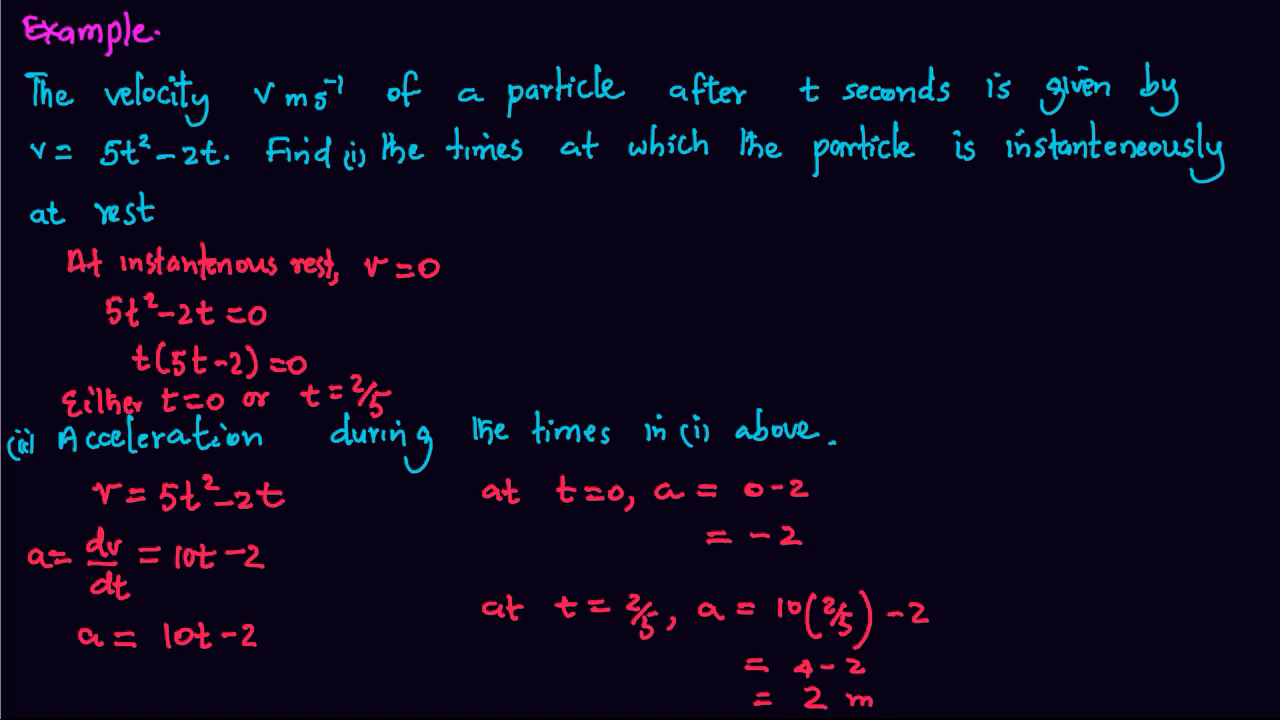 Example.
The velocity v ms⁻¹ of a particle after t seconds is given by
v = 5t² - 2t. Find (i) the times at which the particle is instanteneously
at rest
At instantenous rest, v = 0
5t² - 2t = 0
t(5t - 2) = 0
Either t = 0 or t = 2/5
(ii) Acceleration during the times in (i) above.
v = 5t² - 2t
a = dv/dt = 10t - 2
a = 10t - 2
at t = 0, a = 0 - 2
= -2
at t = 2/5, a = 10(2/5) - 2
= 4 - 2
= 2 m